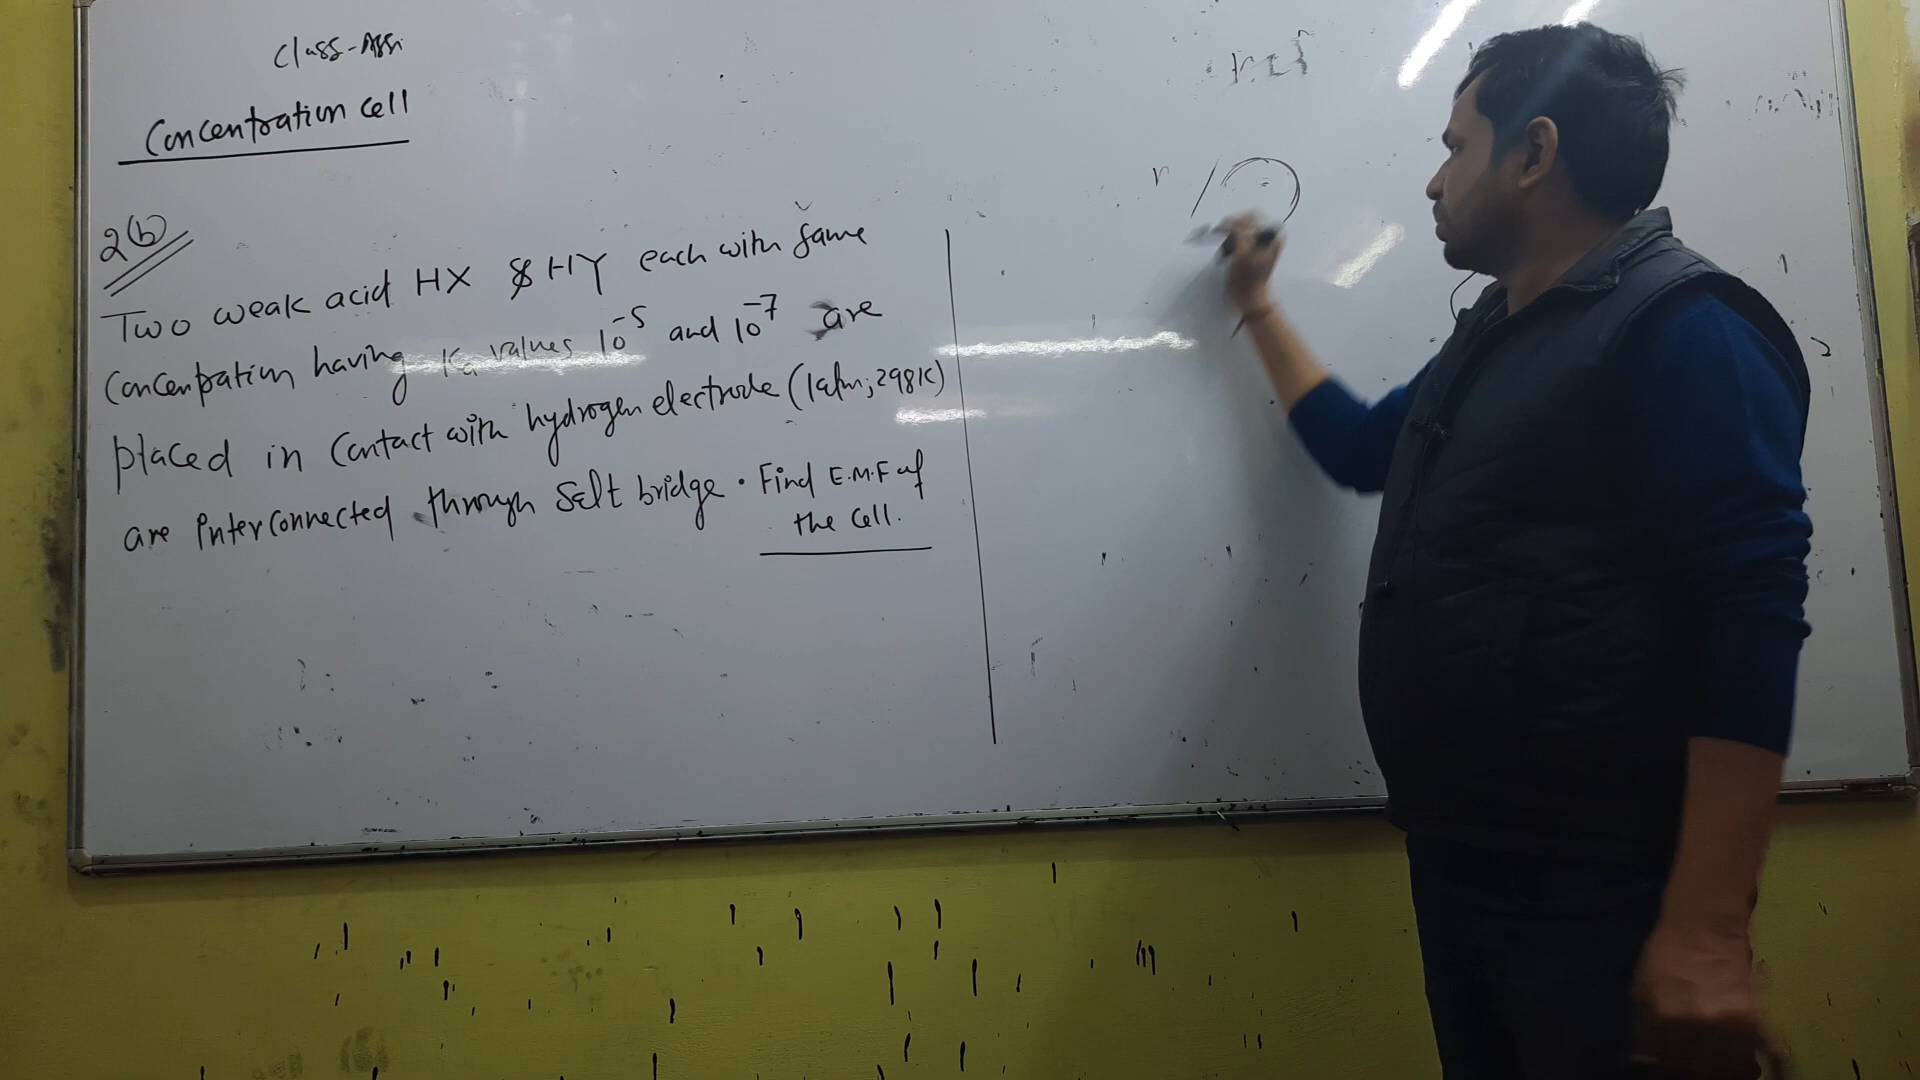 Class-Assi
Concentration cell
2(b)
Two weak acid HX & HY each with same
concentration having Ka values 10⁻⁵ and 10⁻⁷ are
placed in contact with hydrogen electrode (1atm; 298K)
are interconnected through Salt bridge. Find E.M.F of
the cell.